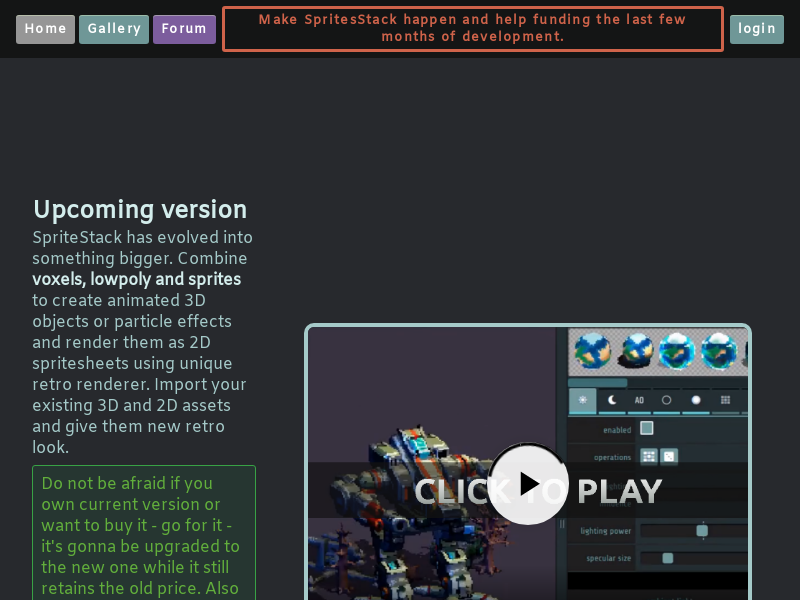 Home Gallery Forum
Make SpritesStack happen and help funding the last few
months of development.
login
Upcoming version
SpriteStack has evolved into
something bigger. Combine
voxels, lowpoly and sprites
to create animated 3D
objects or particle effects
and render them as 2D
spritesheets using unique
retro renderer. Import your
existing 3D and 2D assets
and give them new retro
look.
Do not be afraid if you
own current version or
want to buy it - go for it -
it's gonna be upgraded to
the new one while it still
retains the old price. Also
AO
enabled
operations
CLICK TO PLAY
lighting power
specular size